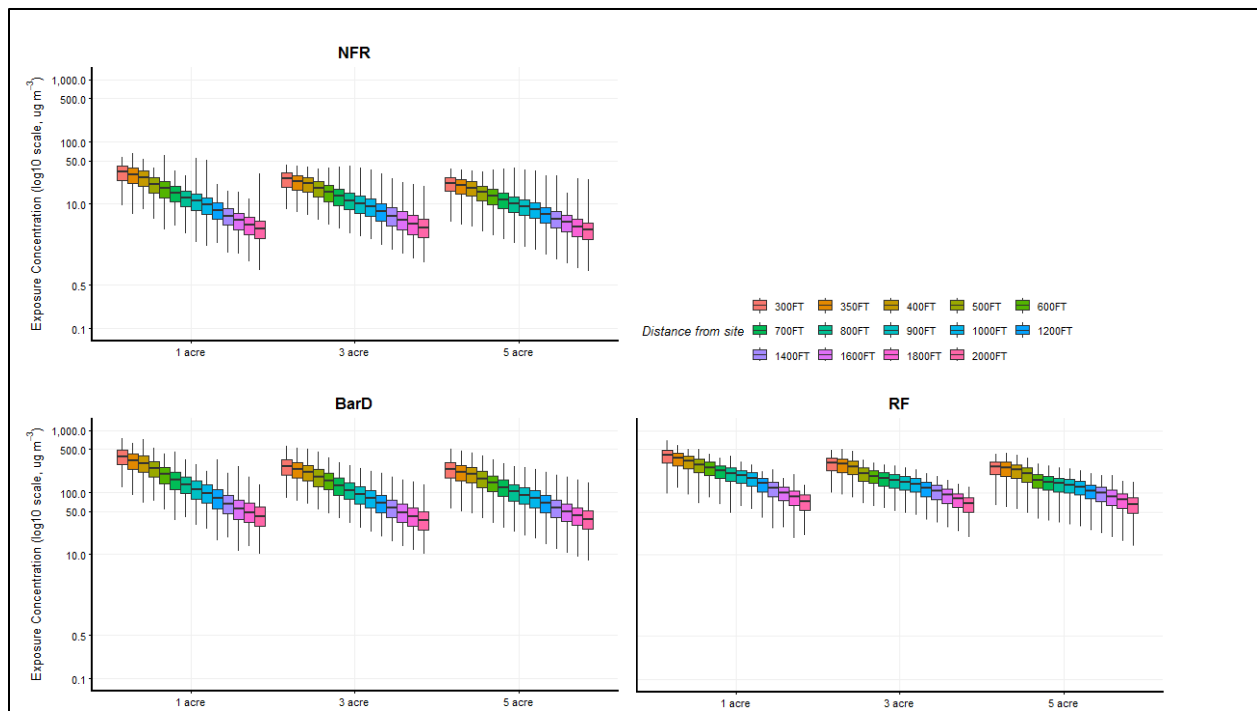 NFR
Exposure Concentration (log10 scale, ug m⁻³)
1,000.0
500.0
100.0
50.0
10.0
0.5
0.1
1 acre 3 acre 5 acre
Distance from site
300FT 350FT 400FT 500FT 600FT
700FT 800FT 900FT 1000FT 1200FT
1400FT 1600FT 1800FT 2000FT
BarD
Exposure Concentration (log10 scale, ug m⁻³)
1,000.0
500.0
100.0
50.0
10.0
0.5
0.1
1 acre 3 acre 5 acre
RF
1 acre 3 acre 5 acre